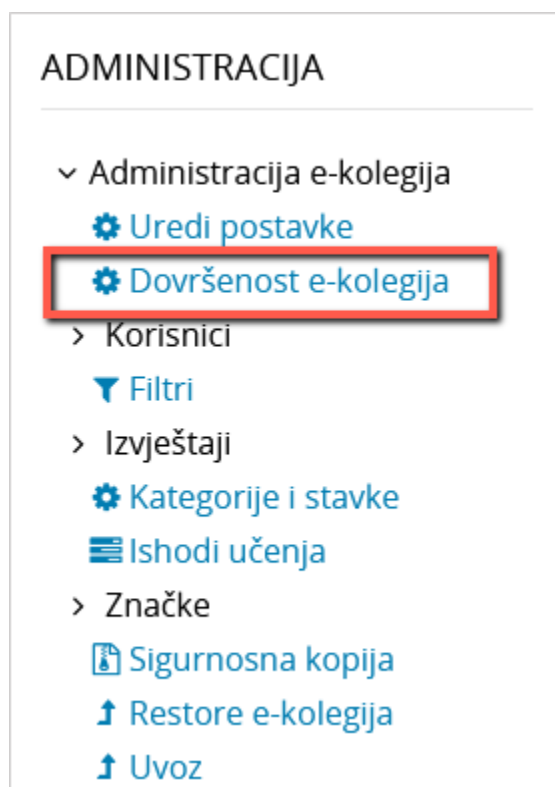 ADMINISTRACIJA
Administracija e-kolegija
Uredi postavke
Dovršenost e-kolegija
Korisnici
Filtri
Izvještaji
Kategorije i stavke
Ishodi učenja
Značke
Sigurnosna kopija
Restore e-kolegija
Uvoz